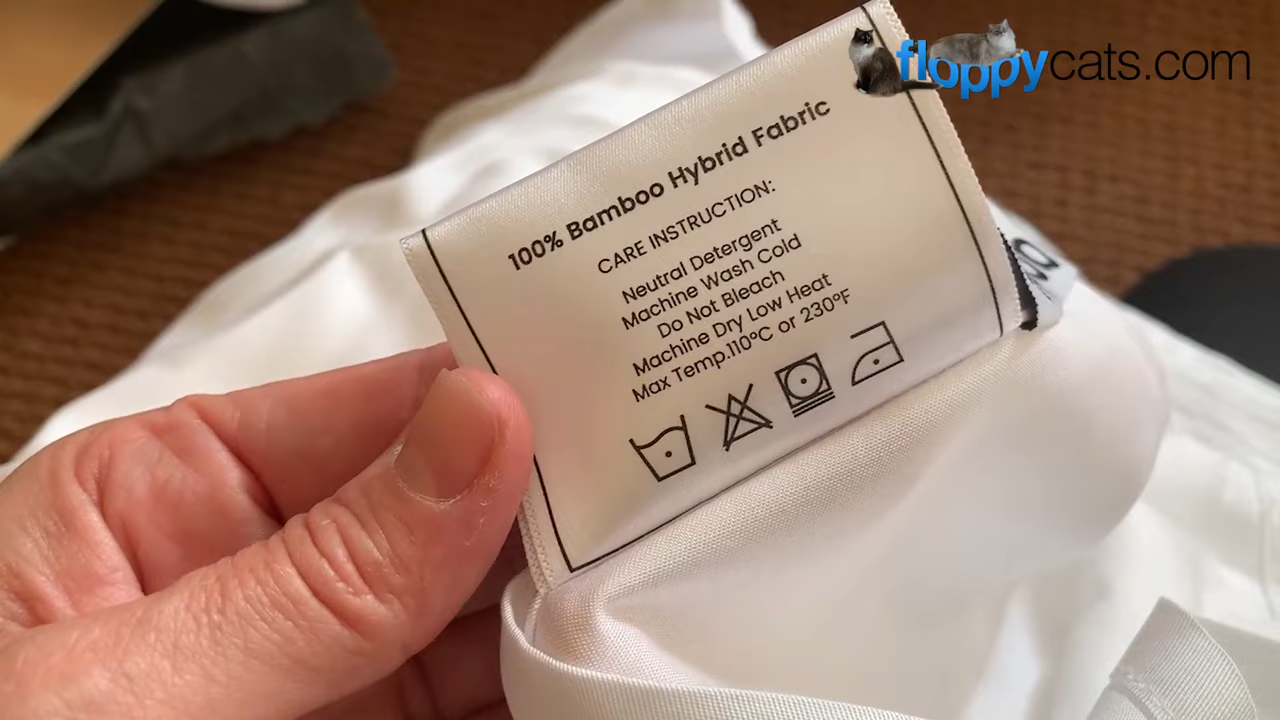 floppycats.com
100% Bamboo Hybrid Fabric
CARE INSTRUCTION:
Neutral Detergent
Machine Wash Cold
Do Not Bleach
Machine Dry Low Heat
Max Temp.110°C or 230°F